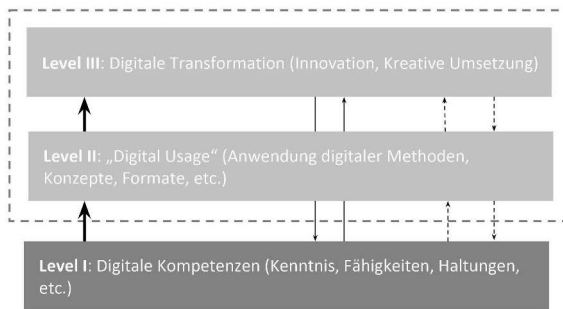 Level III: Digitale Transformation (Innovation, Kreative Umsetzung)
Level II: „Digital Usage“ (Anwendung digitaler Methoden,
Konzepte, Formate, etc.)
Level I: Digitale Kompetenzen (Kenntnis, Fähigkeiten, Haltungen,
etc.)